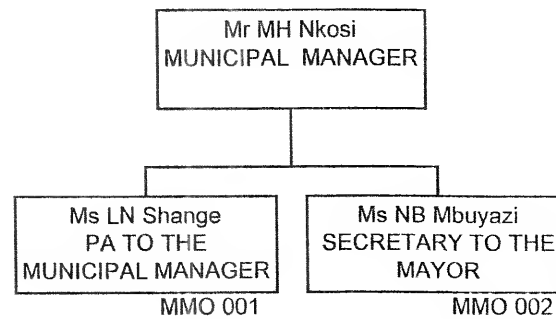 Mr MH Nkosi
MUNICIPAL MANAGER
Ms LN Shange
PA TO THE
MUNICIPAL MANAGER
MMO 001
Ms NB Mbuyazi
SECRETARY TO THE
MAYOR
MMO 002